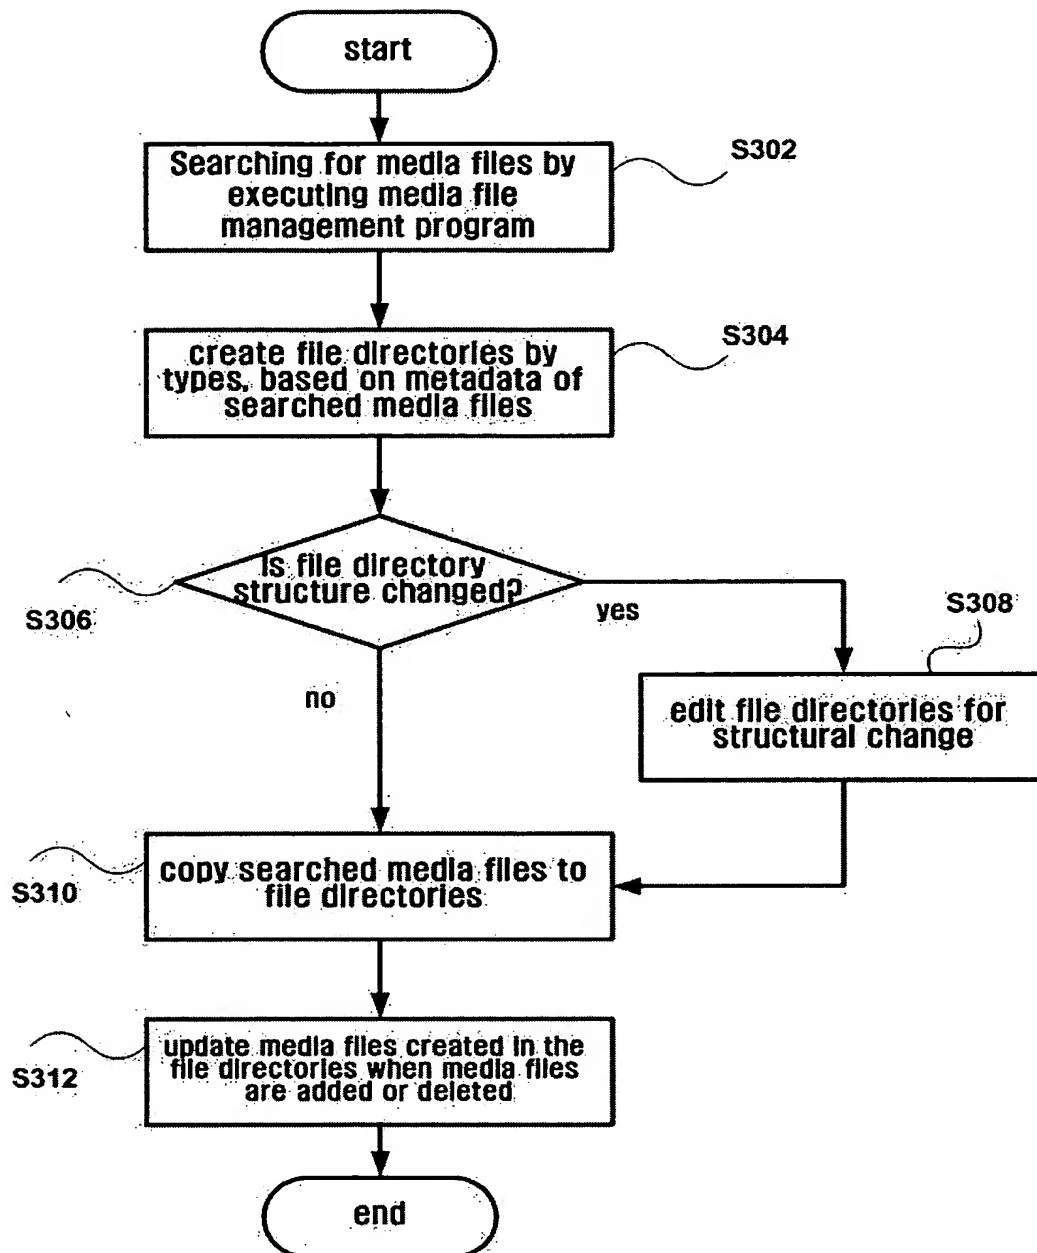 start
Searching for media files by
executing media file
management program
S302
create file directories by
types, based on metadata of
searched media files
S304
Is file directory
structure changed?
S306
yes
no
S308
edit file directories for
structural change
copy searched media files to
file directories
S310
update media files created in the
file directories when media files
are added or deleted
S312
end